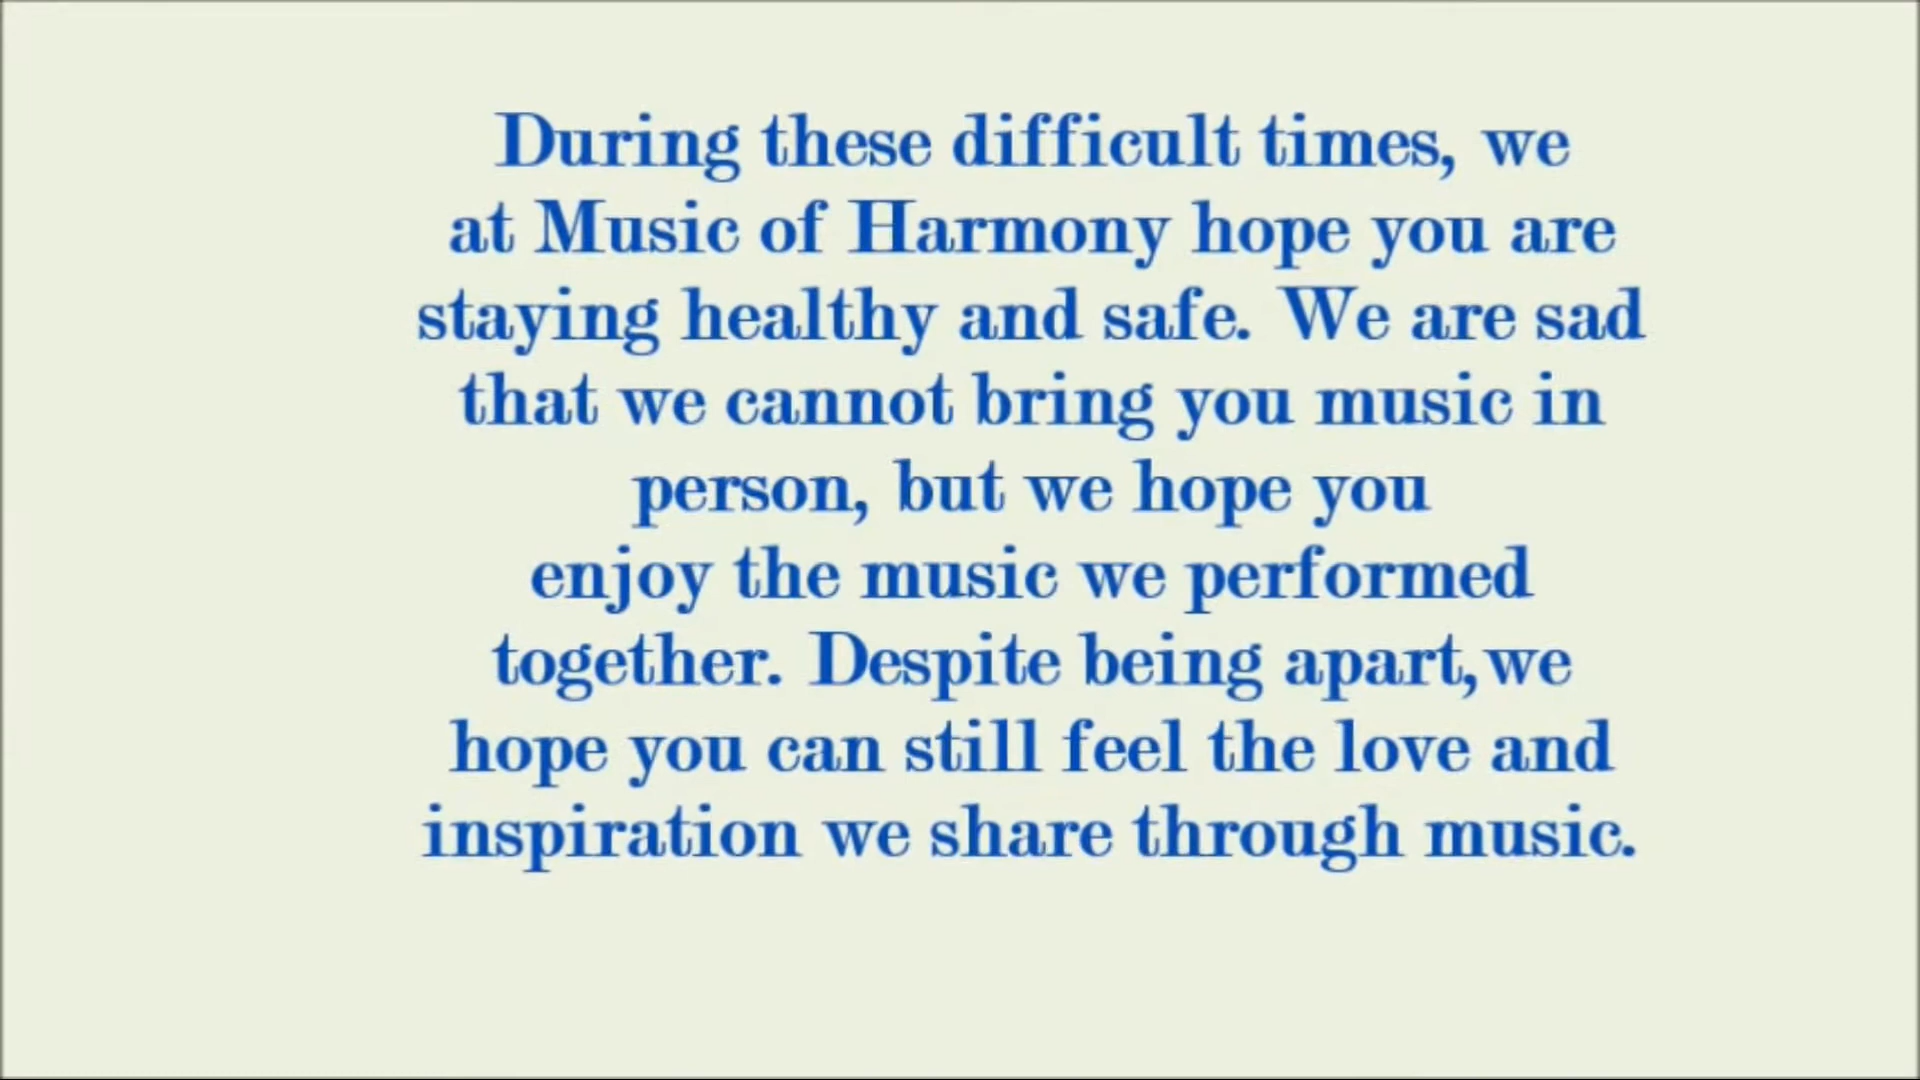 During these difficult times, we
at Music of Harmony hope you are
staying healthy and safe. We are sad
that we cannot bring you music in
person, but we hope you
enjoy the music we performed
together. Despite being apart,we
hope you can still feel the love and
inspiration we share through music.